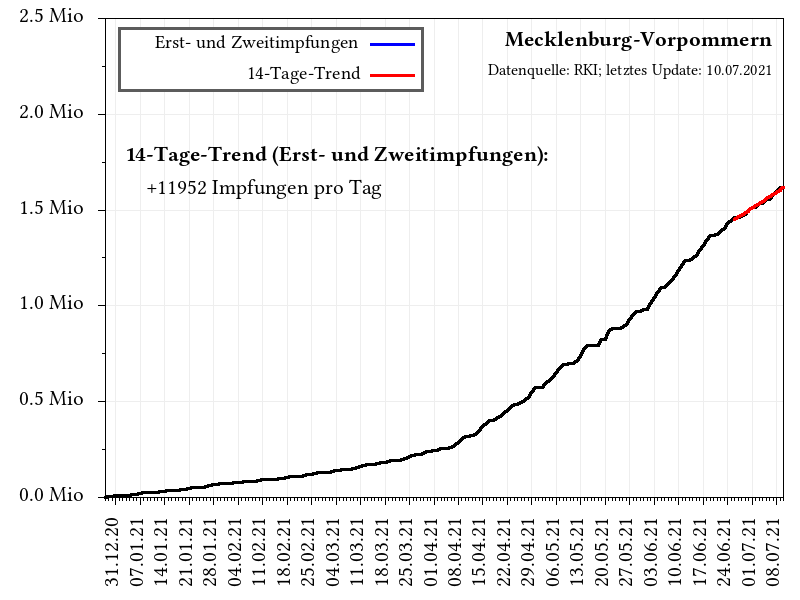 2.5 Mio
2.0 Mio
1.5 Mio
1.0 Mio
0.5 Mio
0.0 Mio
Erst- und Zweitimpfungen
14-Tage-Trend
Mecklenburg-Vorpommern
Datenquelle: RKI; letztes Update: 10.07.2021
14-Tage-Trend (Erst- und Zweitimpfungen):
+11952 Impfungen pro Tag
31.12.20
07.01.21
14.01.21
21.01.21
28.01.21
04.02.21
11.02.21
18.02.21
25.02.21
04.03.21
11.03.21
18.03.21
25.03.21
01.04.21
08.04.21
15.04.21
22.04.21
29.04.21
06.05.21
13.05.21
20.05.21
27.05.21
03.06.21
10.06.21
17.06.21
24.06.21
01.07.21
08.07.21